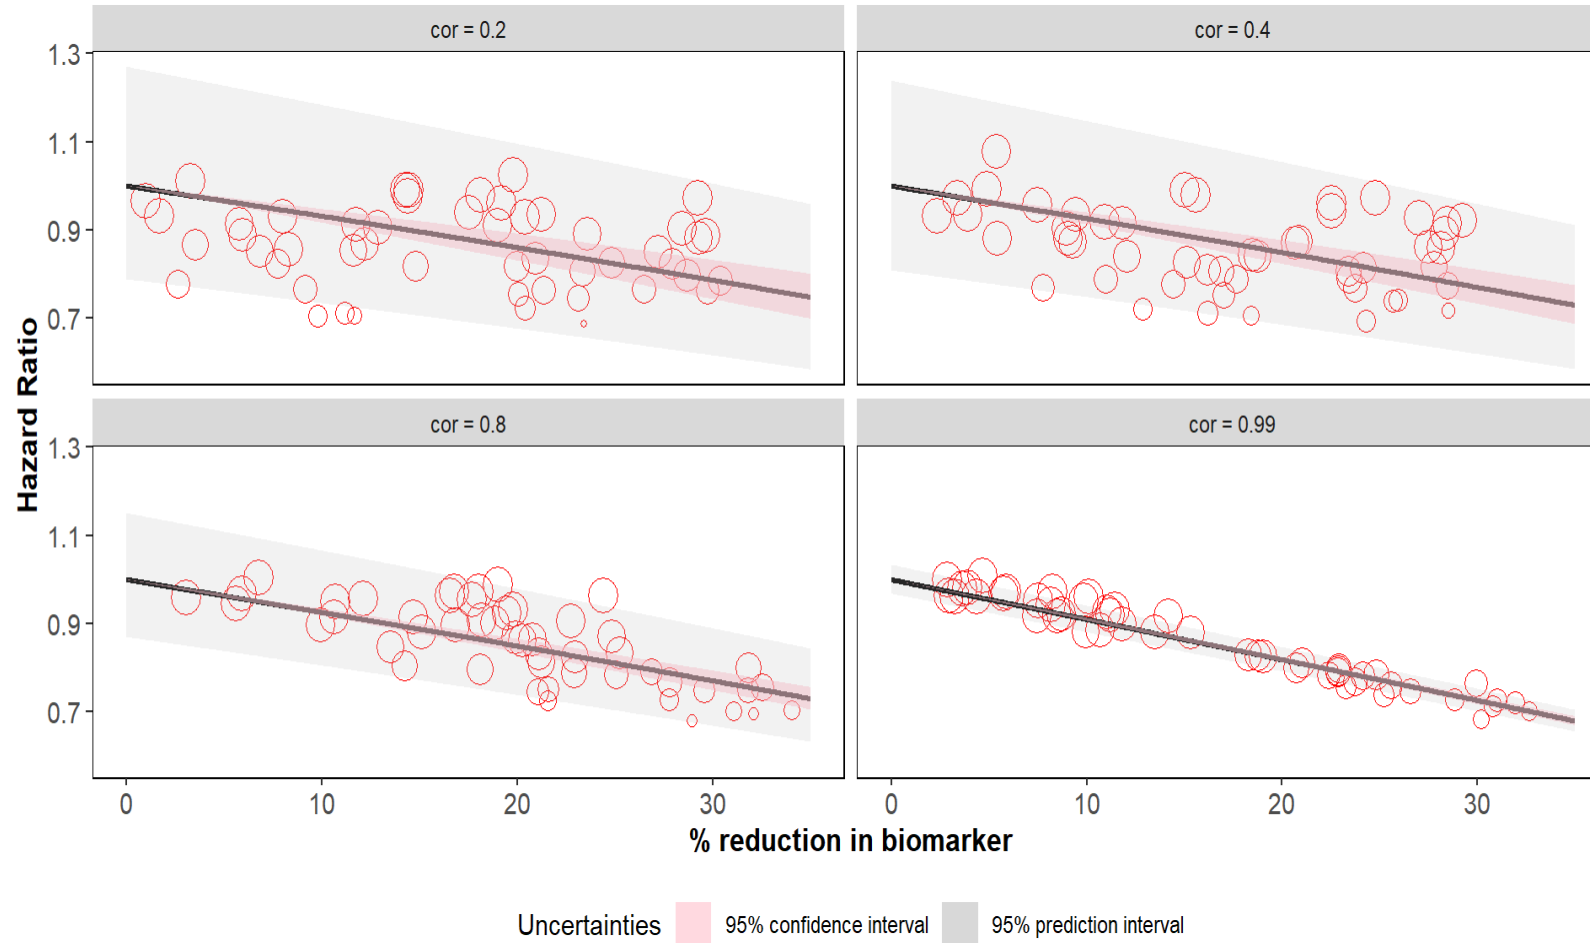 cor = 0.2
cor = 0.4
1.3
1.1
0.9
0.7
cor = 0.8
cor = 0.99
1.3
1.1
0.9
0.7
Hazard Ratio
0 10 20 30 0 10 20 30
% reduction in biomarker
Uncertainties 95% confidence interval 95% prediction interval